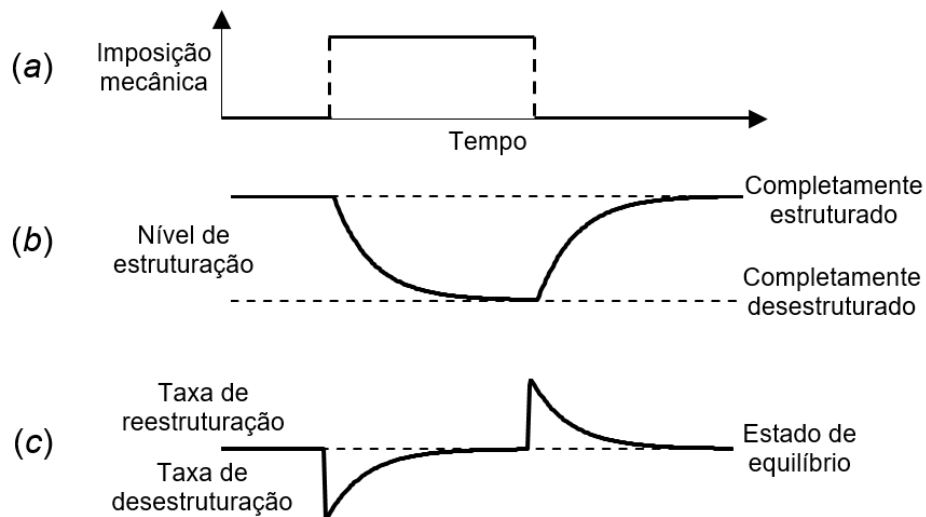 (a)
Imposição
mecânica
Tempo
(b)
Nível de
estruturação
Completamente
estruturado
Completamente
desestruturado
(c)
Taxa de
reestruturação
Taxa de
desestruturação
Estado de
equilíbrio